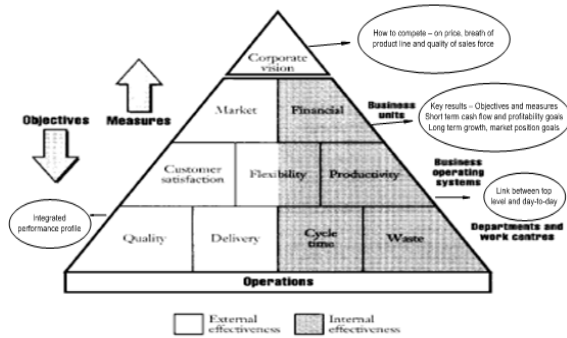 How to compete – on price, breath of
product line and quality of sales force
Corporate
vision
Objectives
Measures
Market
Financial
Business
units
Key results – Objectives and measures
Short term cash flow and profitability goals
Long term growth, market position goals
Customer
satisfaction
Flexibility
Productivity
Business
operating
systems
Link between top
level and day-to-day
Integrated
performance profile
Quality
Delivery
Cycle
time
Waste
Departments and
work centres
Operations
External
effectiveness
Internal
effectiveness